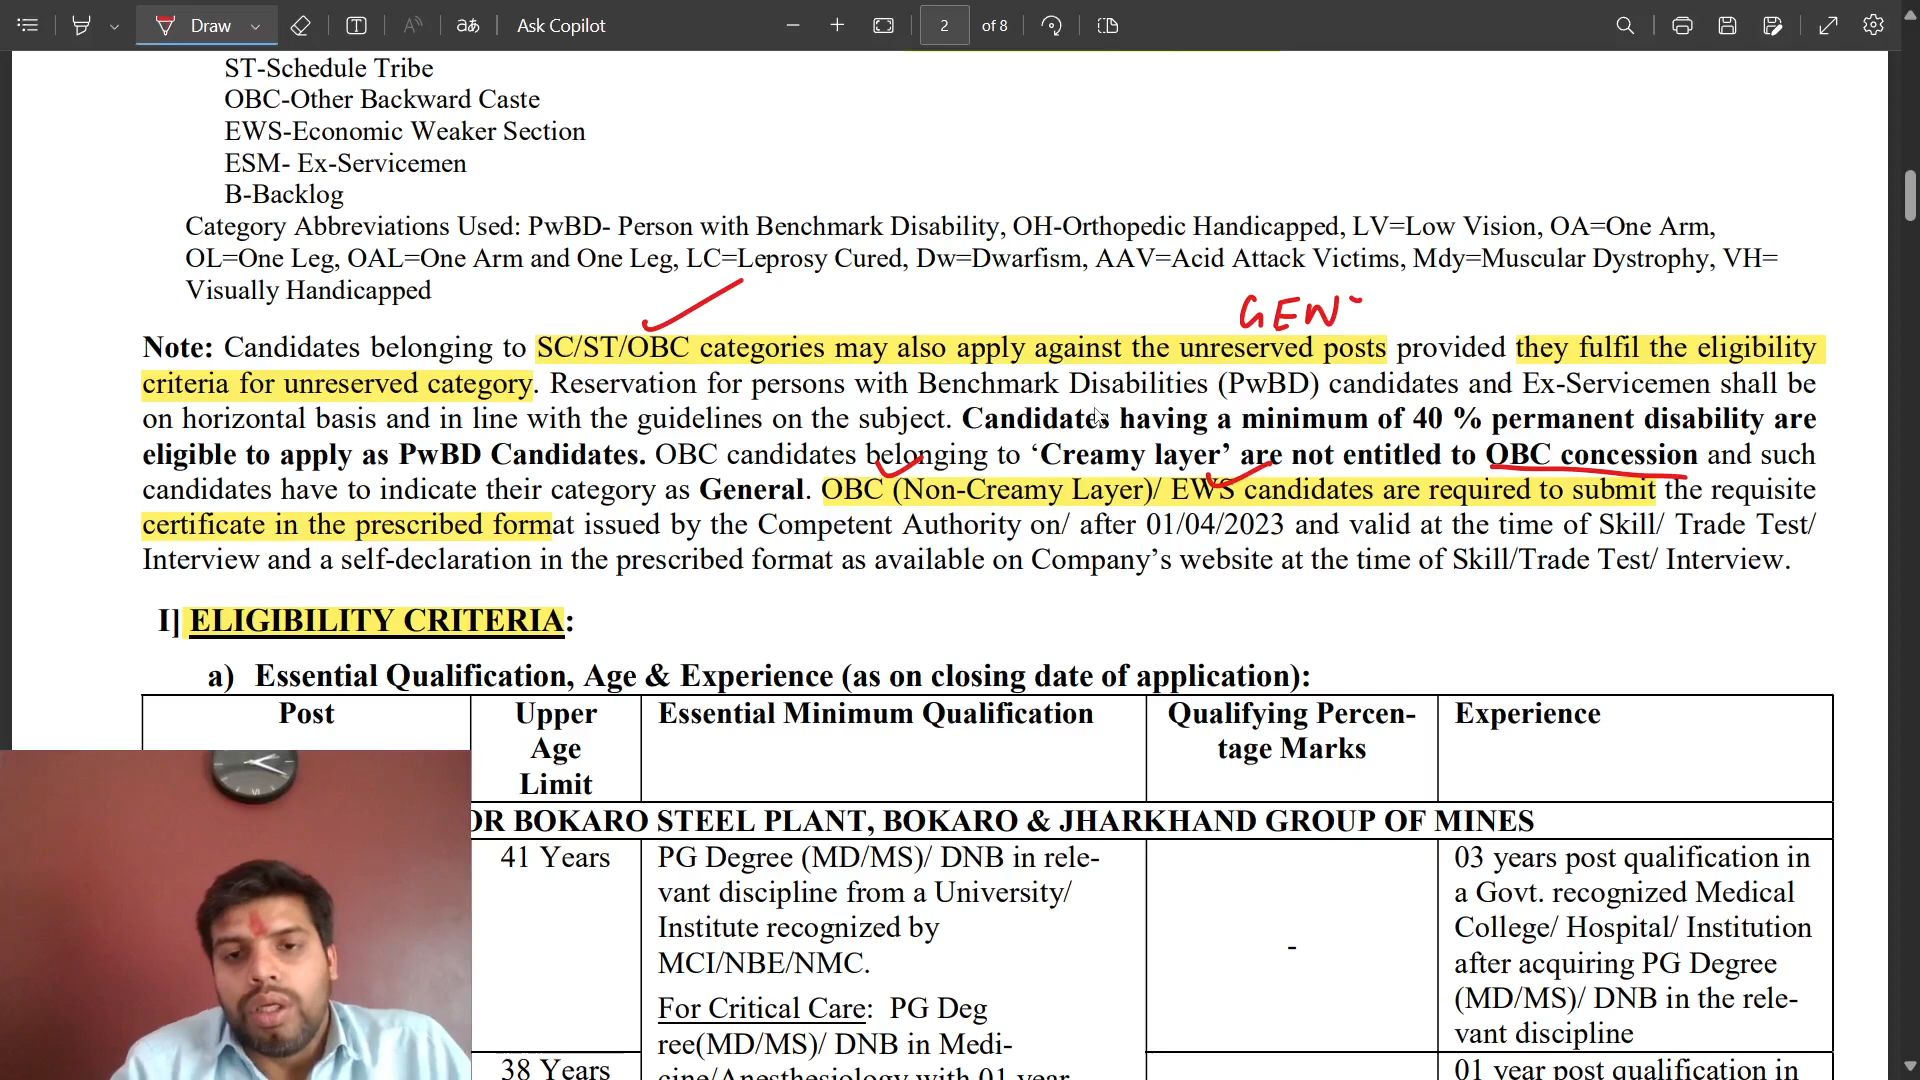 Draw
Ask Copilot
2 of 8
ST-Schedule Tribe
OBC-Other Backward Caste
EWS-Economic Weaker Section
ESM- Ex-Servicemen
B-Backlog
Category Abbreviations Used: PwBD- Person with Benchmark Disability, OH-Orthopedic Handicapped, LV=Low Vision, OA=One Arm,
OL=One Leg, OAL=One Arm and One Leg, LC=Leprosy Cured, Dw=Dwarfism, AAV=Acid Attack Victims, Mdy=Muscular Dystrophy, VH=
Visually Handicapped
GEN
Note: Candidates belonging to SC/ST/OBC categories may also apply against the unreserved posts provided they fulfil the eligibility
criteria for unreserved category. Reservation for persons with Benchmark Disabilities (PwBD) candidates and Ex-Servicemen shall be
on horizontal basis and in line with the guidelines on the subject. Candidates having a minimum of 40 % permanent disability are
eligible to apply as PwBD Candidates. OBC candidates belonging to ‘Creamy layer’ are not entitled to OBC concession and such
candidates have to indicate their category as General. OBC (Non-Creamy Layer)/ EWS candidates are required to submit the requisite
certificate in the prescribed format issued by the Competent Authority on/ after 01/04/2023 and valid at the time of Skill/ Trade Test/
Interview and a self-declaration in the prescribed format as available on Company’s website at the time of Skill/Trade Test/ Interview.
I] ELIGIBILITY CRITERIA:
a) Essential Qualification, Age & Experience (as on closing date of application):
Post
Upper
Age
Limit
Essential Minimum Qualification
Qualifying Percen-
tage Marks
Experience
OR BOKARO STEEL PLANT, BOKARO & JHARKHAND GROUP OF MINES
41 Years
PG Degree (MD/MS)/ DNB in rele-
vant discipline from a University/
Institute recognized by
MCI/NBE/NMC.
For Critical Care: PG Deg
ree(MD/MS)/ DNB in Medi-
cine/Anesthesiology with 01 year
-
03 years post qualification in
a Govt. recognized Medical
College/ Hospital/ Institution
after acquiring PG Degree
(MD/MS)/ DNB in the rele-
vant discipline
38 Years
01 year post qualification in